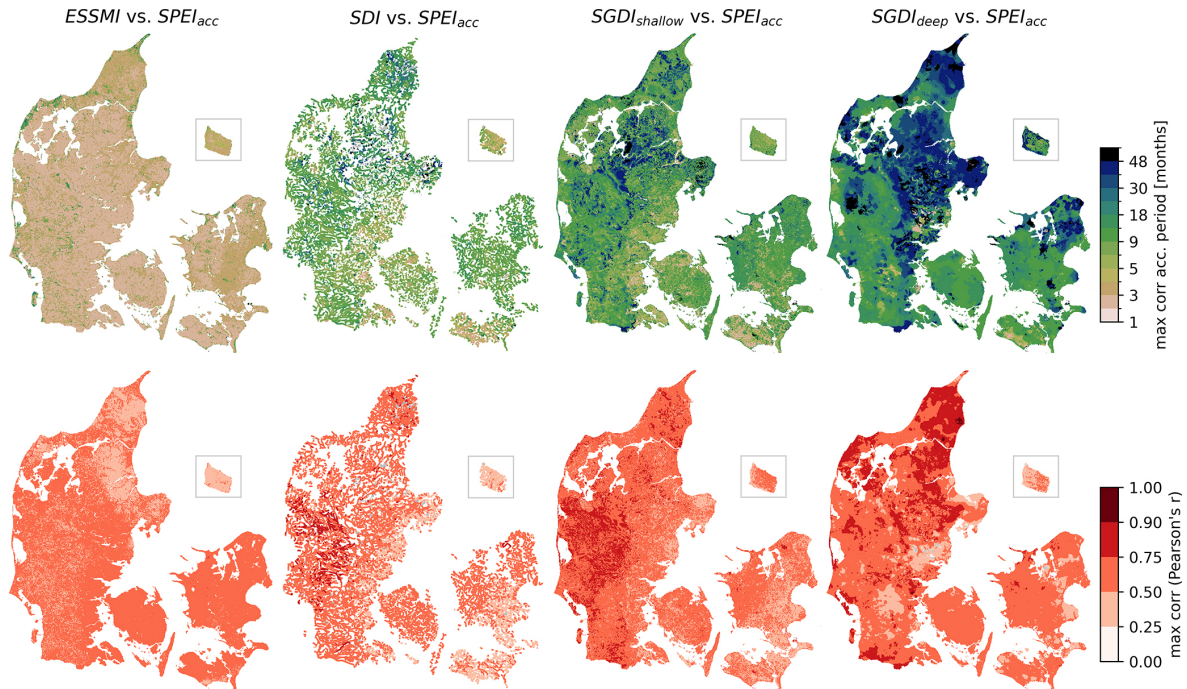 ESSMI vs. SPEIacc
SDI vs. SPEIacc
SGDIshallow vs. SPEIacc
SGDIdeep vs. SPEIacc
48
30
18
9
5
3
1
max corr acc. period [months]
1.00
0.90
0.75
0.50
0.25
0.00
max corr (Pearson's r)